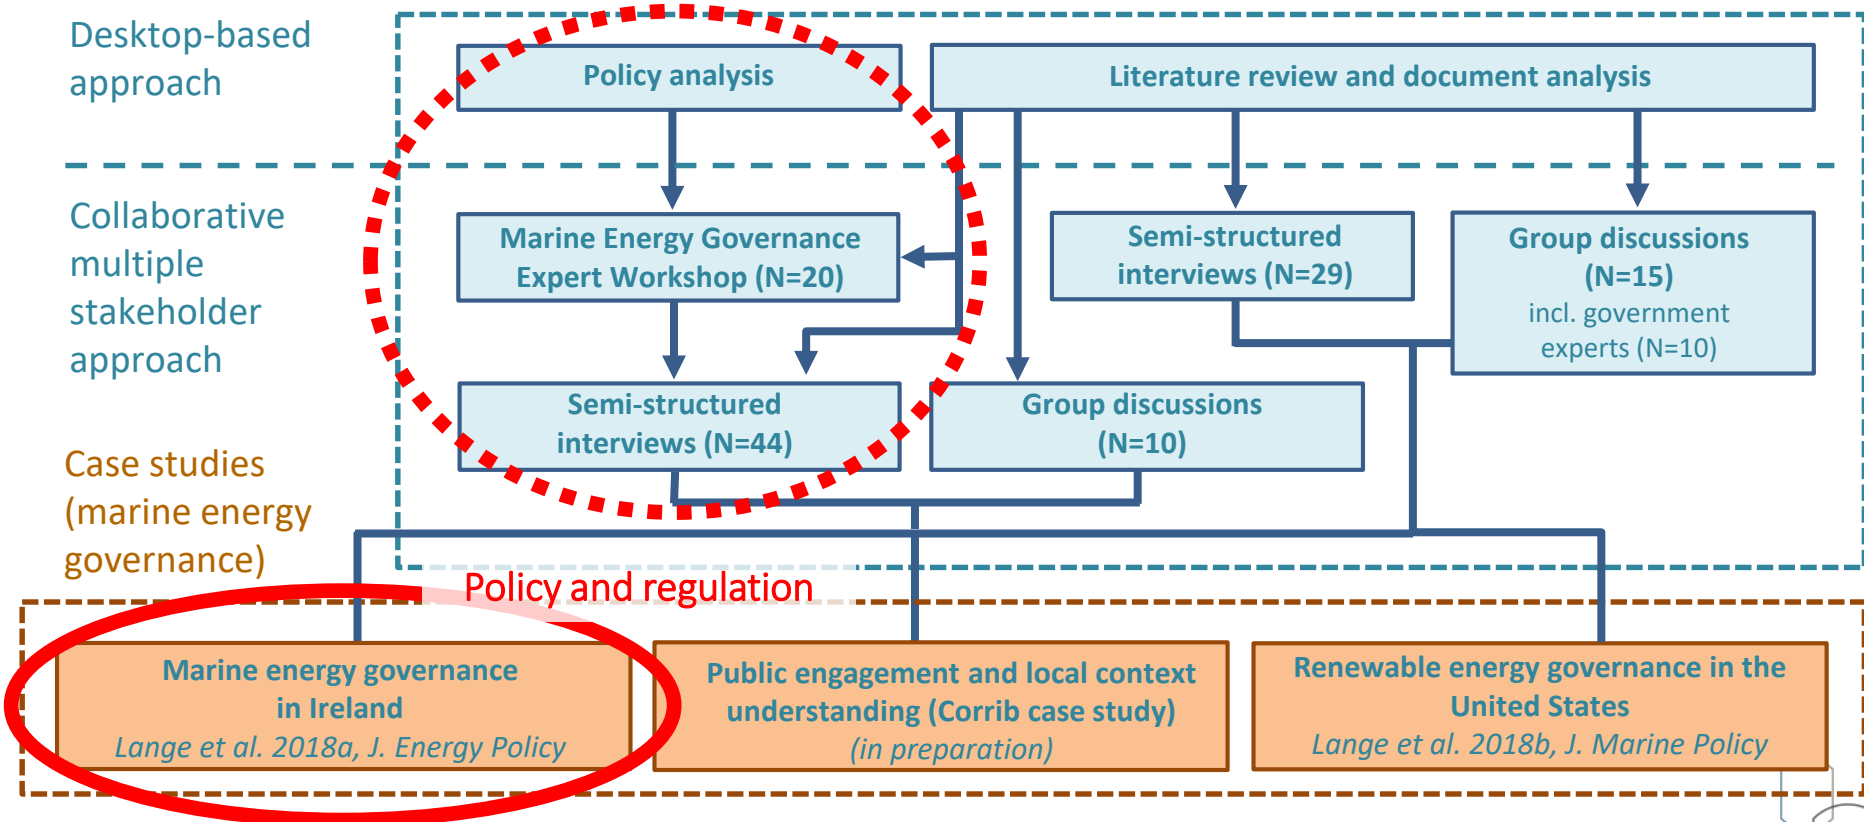 Desktop-based
approach
Policy analysis
Literature review and document analysis
Collaborative
multiple
stakeholder
approach
Marine Energy Governance
Expert Workshop (N=20)
Semi-structured
interviews (N=29)
Group discussions
(N=15)
incl. government
experts (N=10)
Semi-structured
interviews (N=44)
Group discussions
(N=10)
Case studies
(marine energy
governance)
Policy and regulation
Marine energy governance
in Ireland
Lange et al. 2018a, J. Energy Policy
Public engagement and local context
understanding (Corrib case study)
(in preparation)
Renewable energy governance in the
United States
Lange et al. 2018b, J. Marine Policy